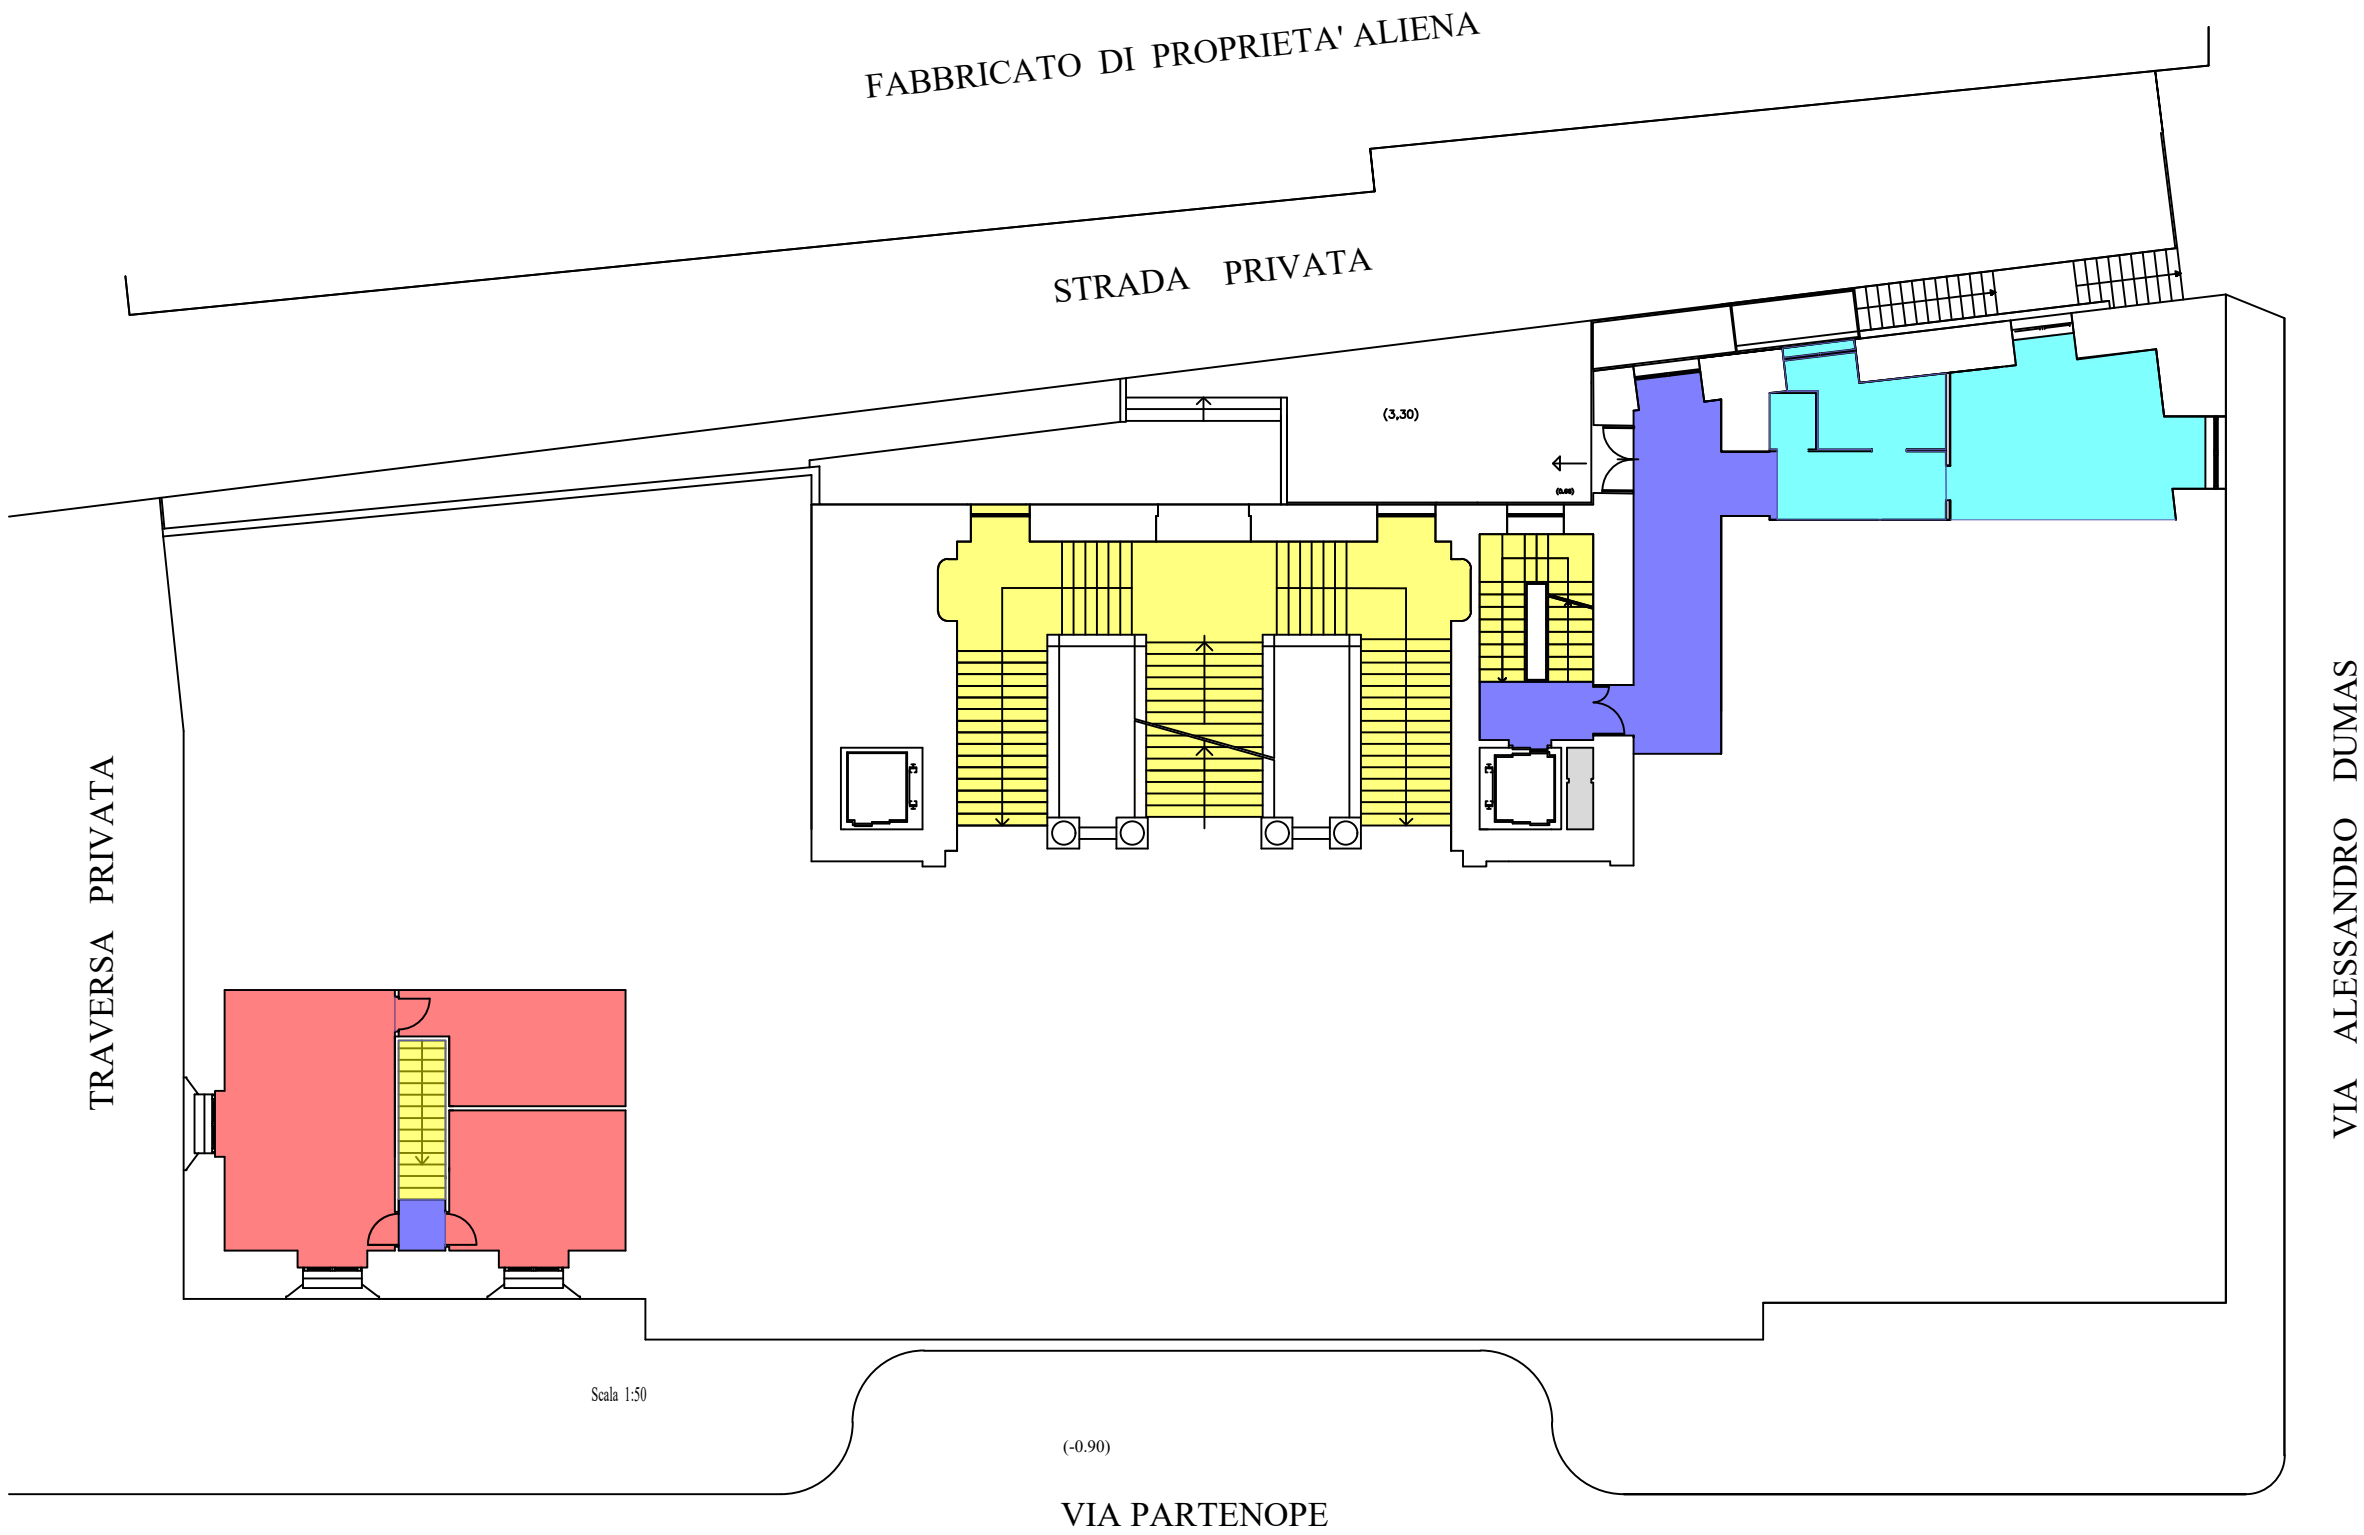 FABBRICATO DI PROPRIETA' ALIENA
STRADA PRIVATA
(3,30)
TRAVERSA PRIVATA
VIA ALESSANDRO DUMAS
Scala 1:50
(-0.90)
VIA PARTENOPE